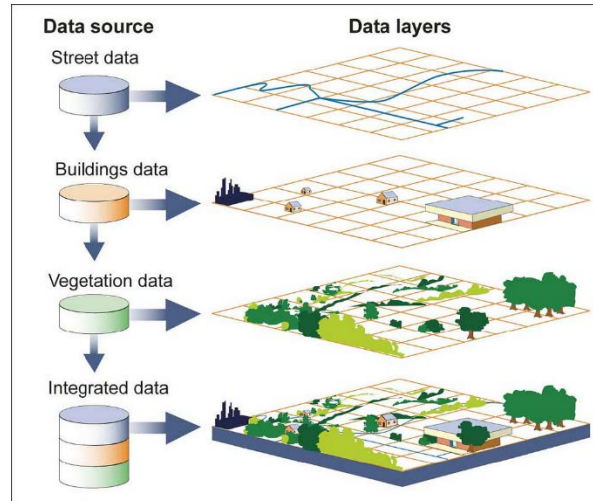 Data source
Data layers
Street data
Buildings data
Vegetation data
Integrated data